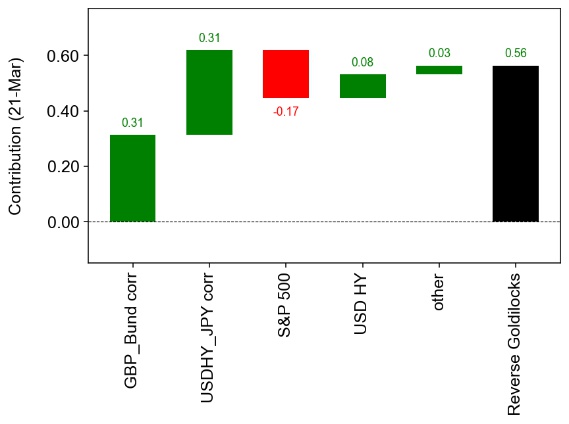 Contribution (21-Mar)
0.60
0.40
0.20
0.00
0.31
0.31
-0.17
0.08
0.03
0.56
GBP_Bund corr
USDHY_JPY corr
S&P 500
USD HY
other
Reverse Goldilocks